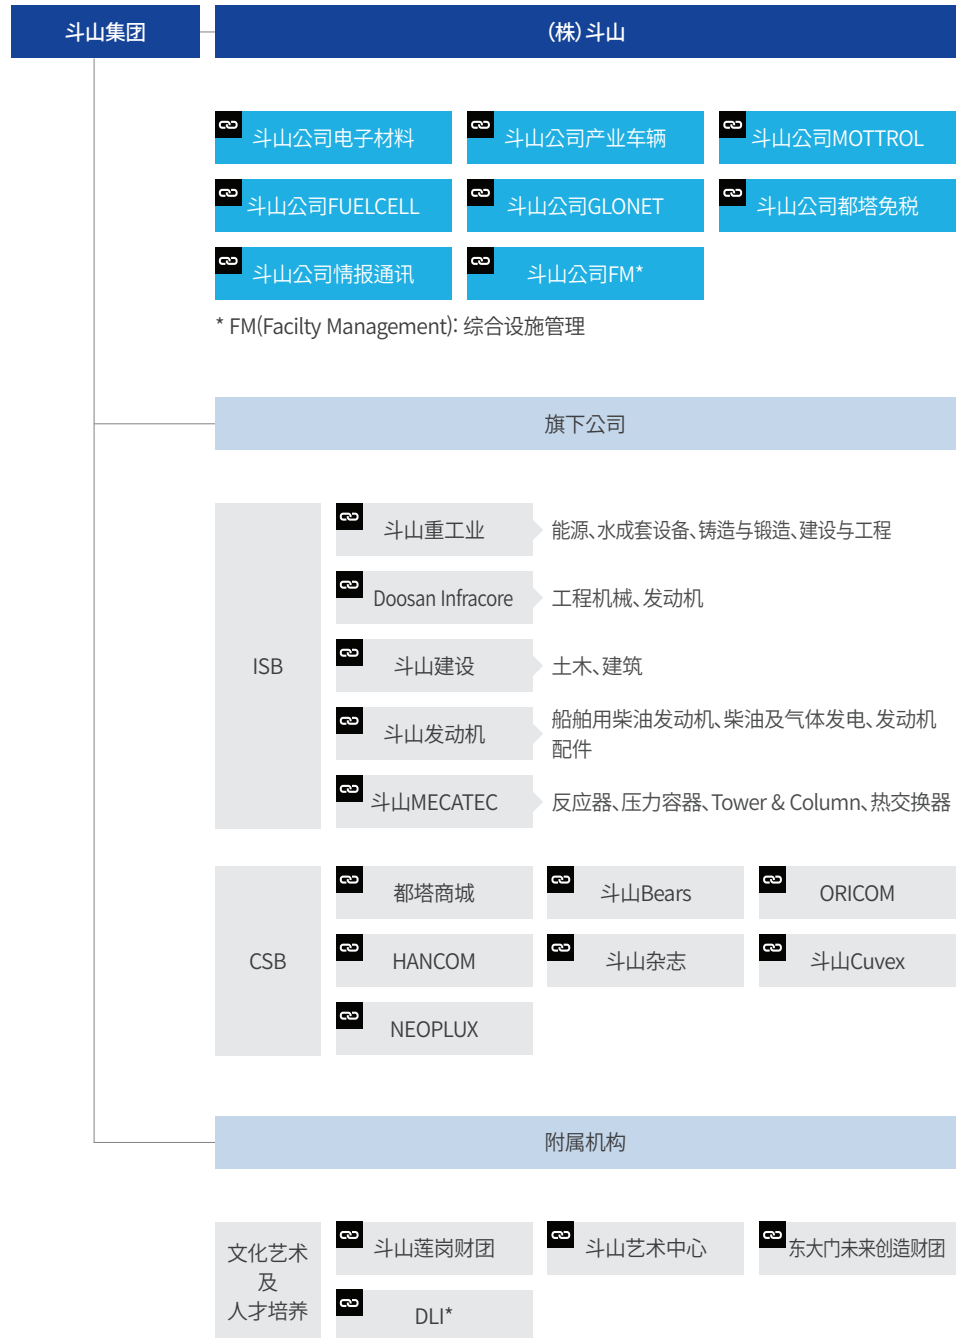 斗山集团
(株)斗山
斗山公司电子材料
斗山公司产业车辆
斗山公司MOTTROL
斗山公司FUELCELL
斗山公司GLONET
斗山公司都塔免税
斗山公司情报通讯
斗山公司FM*
* FM(Facilty Management): 综合设施管理
旗下公司
ISB
斗山重工业
能源、水成套设备、铸造与锻造、建设与工程
Doosan Infracore
工程机械、发动机
斗山建设
土木、建筑
斗山发动机
船舶用柴油发动机、柴油及气体发电、发动机
配件
斗山MECATEC
反应器、压力容器、Tower & Column、热交换器
CSB
都塔商城
斗山Bears
ORICOM
HANCOM
斗山杂志
斗山Cuvex
NEOPLUX
附属机构
文化艺术
及
人才培养
斗山莲岗财团
斗山艺术中心
东大门未来创造财团
DLI*